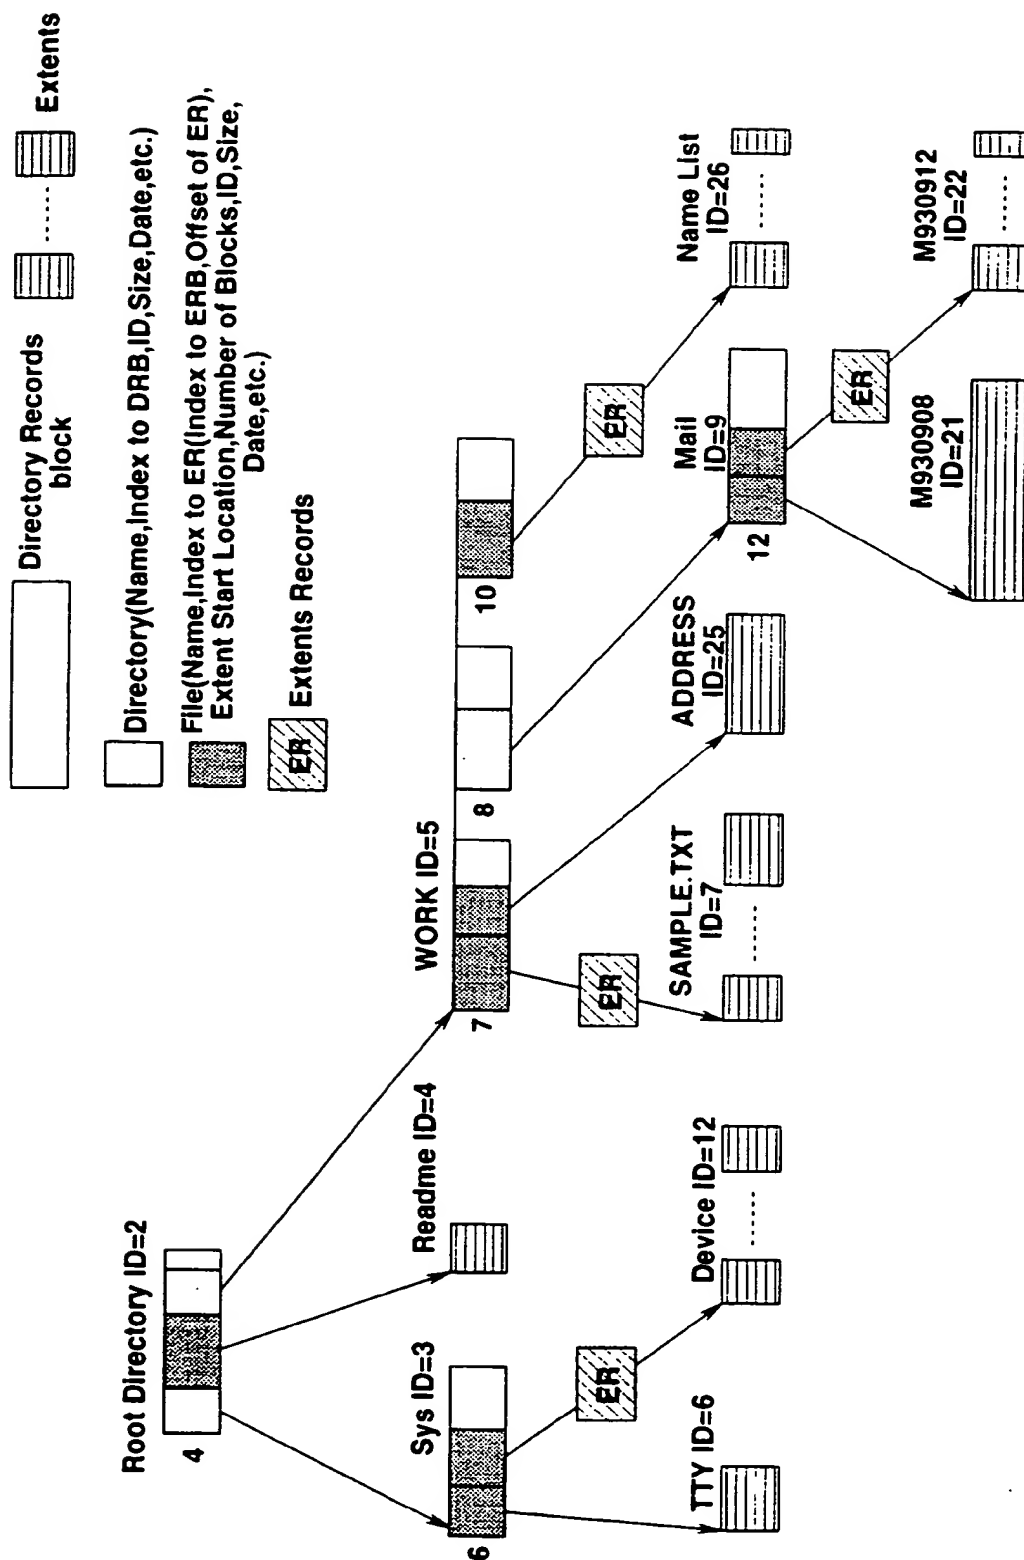 Directory Records
block
Extents
Directory(Name,Index to DRB,ID,Size,Date,etc.)
File(Name,Index to ER(Index to ERB,Offset of ER),
Extent Start Location,Number of Blocks,ID,Size,
Date,etc.)
ER
Extents Records
Root Directory ID=2
4
Sys ID=3
6
Readme ID=4
WORK ID=5
7
8
10
ER
ER
ER
TTY ID=6
Device ID=12
SAMPLE.TXT
ID=7
ADDRESS
ID=25
Mail
ID=9
12
Name List
ID=26
ER
M930908
ID=21
M930912
ID=22